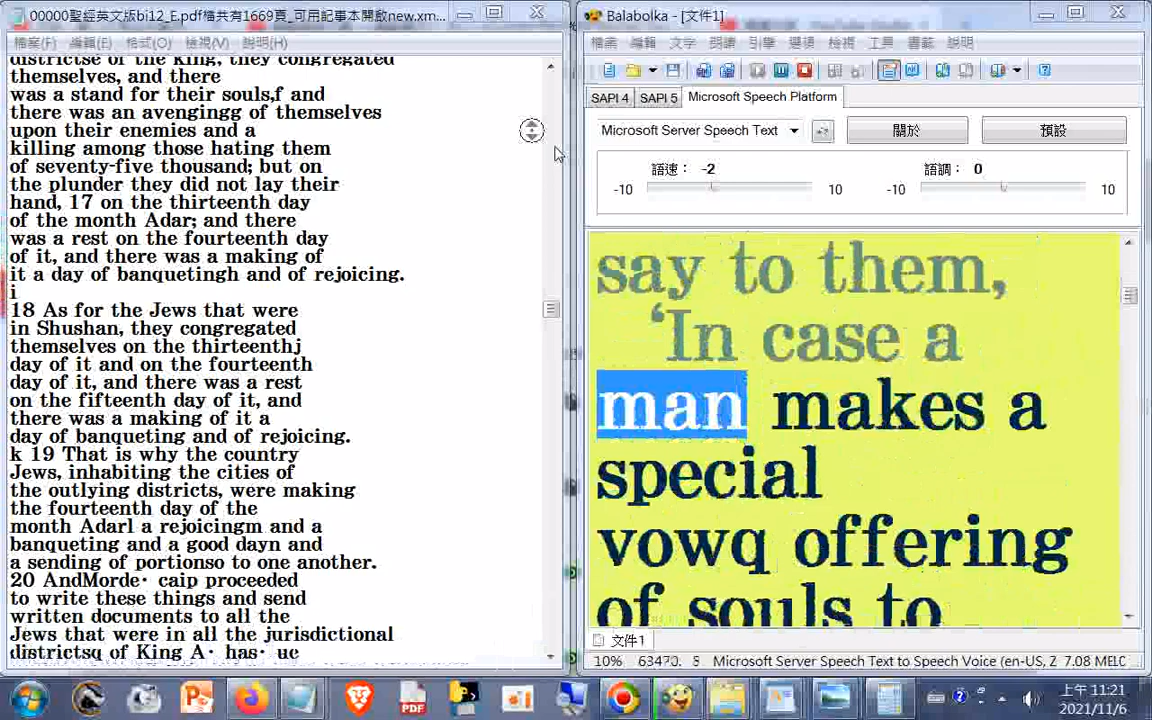 00000聖經英文版bi12_E.pdf檔共有1669頁_可用記事本開啟new.xm...
檔案(F) 編輯(E) 格式(O) 檢視(V) 說明(H)
districtse of the King, they congregated
themselves, and there
was a stand for their souls,f and
there was an avengingg of themselves
upon their enemies and a
killing among those hating them
of seventy-five thousand; but on
the plunder they did not lay their
hand, 17 on the thirteenth day
of the month Adar; and there
was a rest on the fourteenth day
of it, and there was a making of
it a day of banquetingh and of rejoicing.
i
18 As for the Jews that were
in Shushan, they congregated
themselves on the thirteenthj
day of it and on the fourteenth
day of it, and there was a rest
on the fifteenth day of it, and
there was a making of it a
day of banqueting and of rejoicing.
k 19 That is why the country
Jews, inhabiting the cities of
the outlying districts, were making
the fourteenth day of the
month Adarl a rejoicingm and a
banqueting and a good dayn and
a sending of portionso to one another.
20 AndMorde· caip proceeded
to write these things and send
written documents to all the
Jews that were in all the jurisdictional
districtsq of King A· has· ue
Balabolka - [文件1]
檔案 編輯 文字 朗讀 引擎 選項 檢視 工具 書籤 說明
SAPI 4 SAPI 5 Microsoft Speech Platform
Microsoft Server Speech Text 關於 預設
語速： -2 語調： 0
-10 10 -10 10
say to them,
‘In case a
man makes a
special
vowq offering
of souls to
文件1
10% Microsoft Server Speech Text to Speech Voice (en-US, Z 7.08 MELC
PDF
上午 11:21
2021/11/6